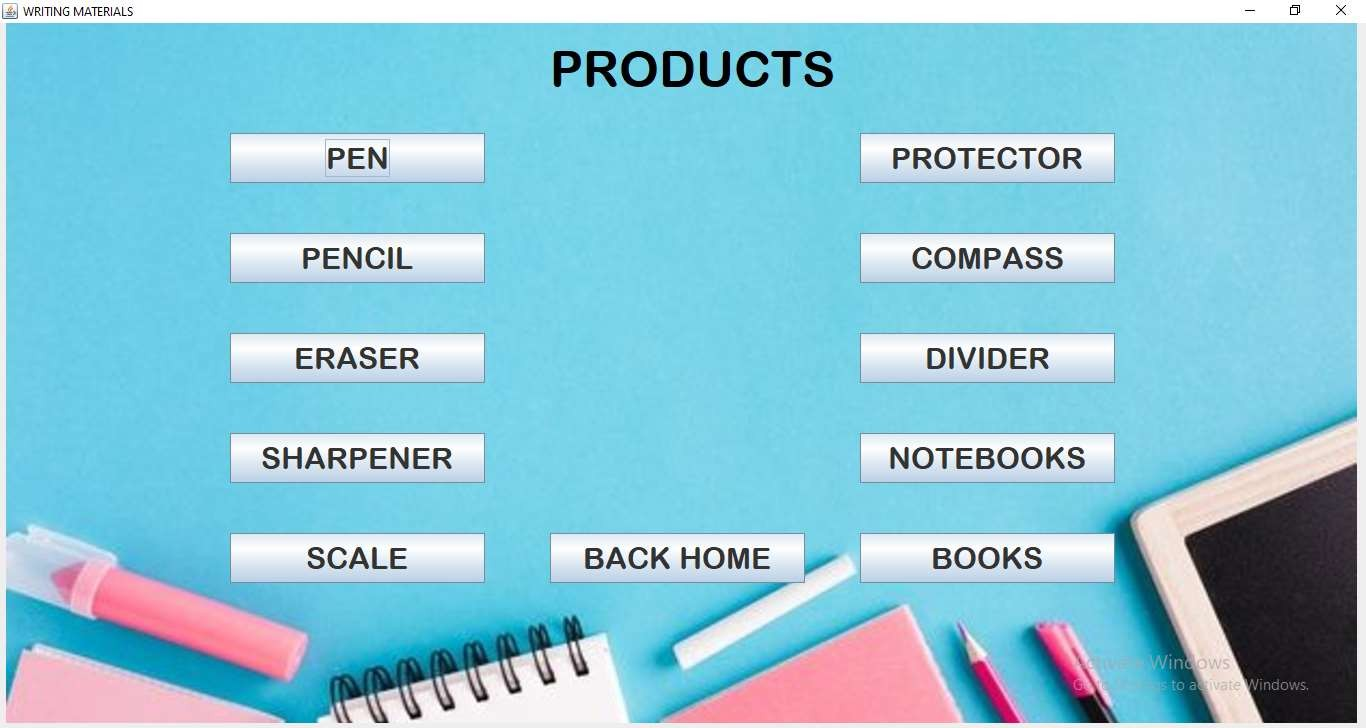 WRITING MATERIALS
PRODUCTS
PEN
PROTECTOR
PENCIL
COMPASS
ERASER
DIVIDER
SHARPENER
NOTEBOOKS
SCALE
BACK HOME
BOOKS
Activate Windows
Go to Settings to activate Windows.